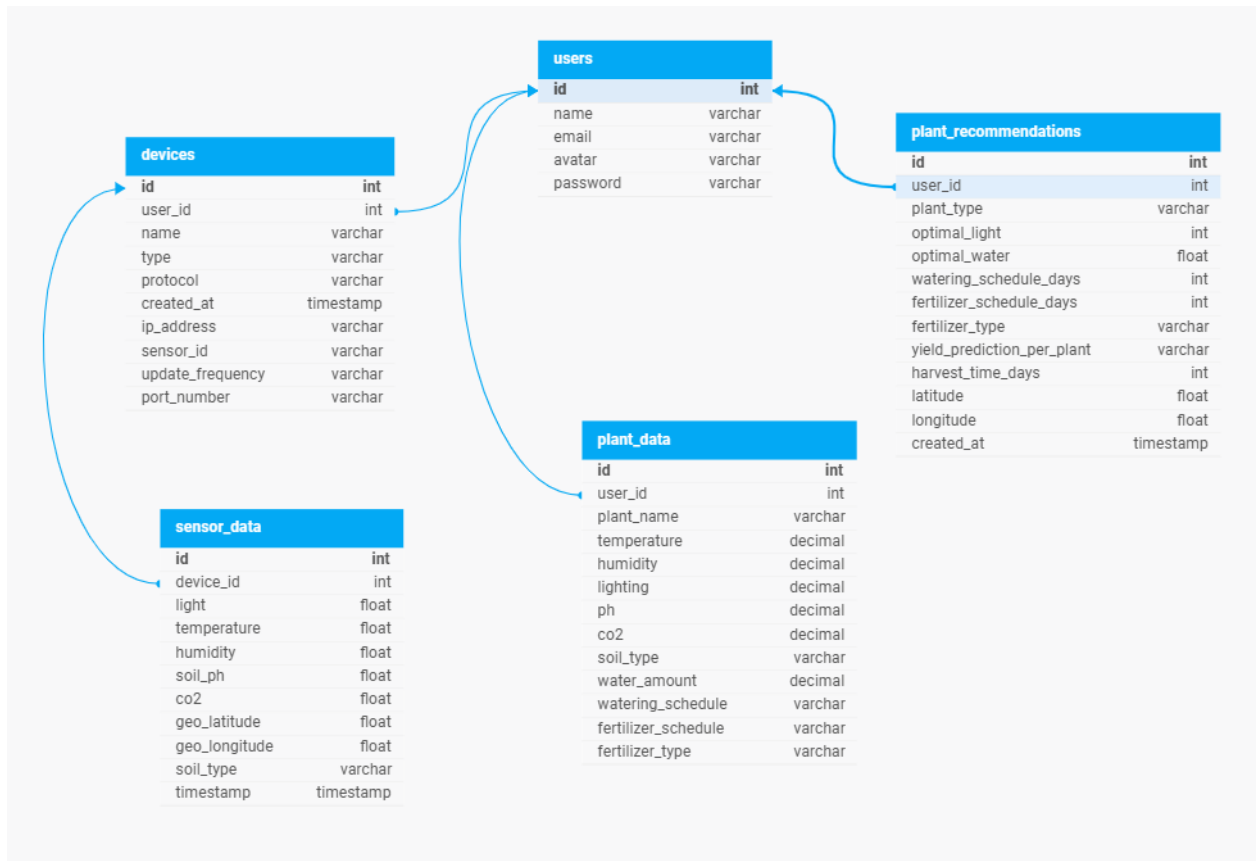 users
id int
name varchar
email varchar
avatar varchar
password varchar
devices
id int
user_id int
name varchar
type varchar
protocol varchar
created_at timestamp
ip_address varchar
sensor_id varchar
update_frequency varchar
port_number varchar
plant_recommendations
id int
user_id int
plant_type varchar
optimal_light int
optimal_water float
watering_schedule_days int
fertilizer_schedule_days int
fertilizer_type varchar
yield_prediction_per_plant varchar
harvest_time_days int
latitude float
longitude float
created_at timestamp
plant_data
id int
user_id int
plant_name varchar
temperature decimal
humidity decimal
lighting decimal
ph decimal
co2 decimal
soil_type varchar
water_amount decimal
watering_schedule varchar
fertilizer_schedule varchar
fertilizer_type varchar
sensor_data
id int
device_id int
light float
temperature float
humidity float
soil_ph float
co2 float
geo_latitude float
geo_longitude float
soil_type varchar
timestamp timestamp